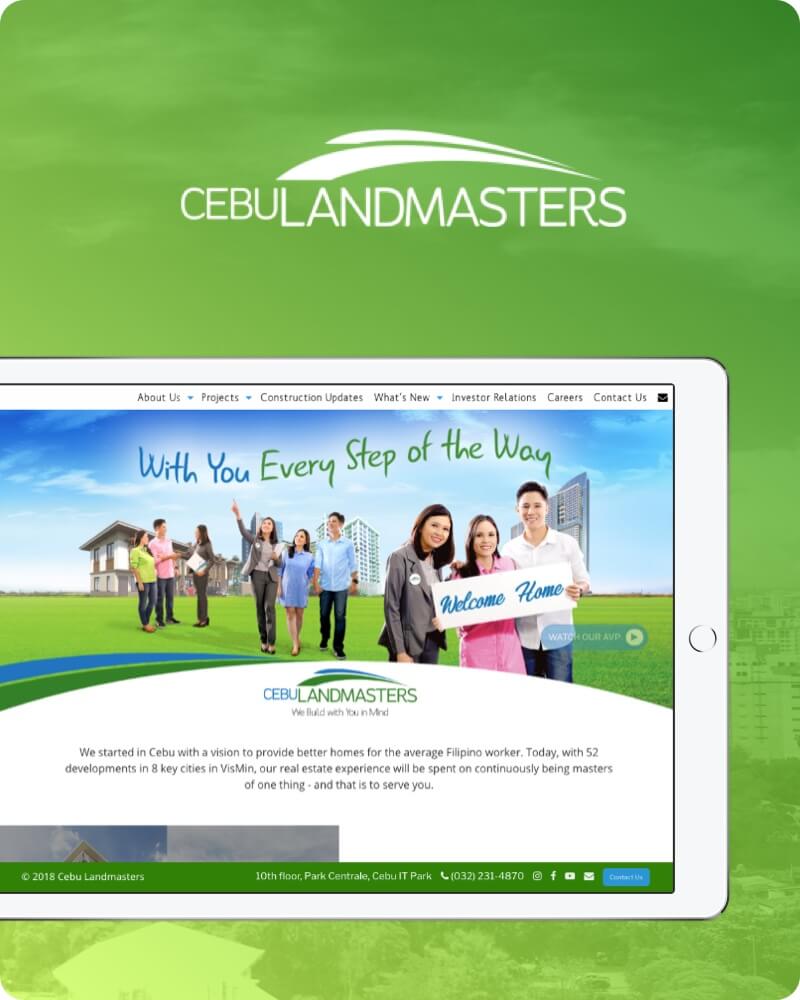 CEBULANDMASTERS
About Us Projects Construction Updates What's New Investor Relations Careers Contact Us
With You Every Step of the Way
Welcome Home
WATCH OUR AVP
CEBULANDMASTERS
We Build with You in Mind
We started in Cebu with a vision to provide better homes for the average Filipino worker. Today, with 52
developments in 8 key cities in VisMin, our real estate experience will be spent on continuously being masters
of one thing - and that is to serve you.
© 2018 Cebu Landmasters 10th floor, Park Centrale, Cebu IT Park (032) 231-4870 Contact Us